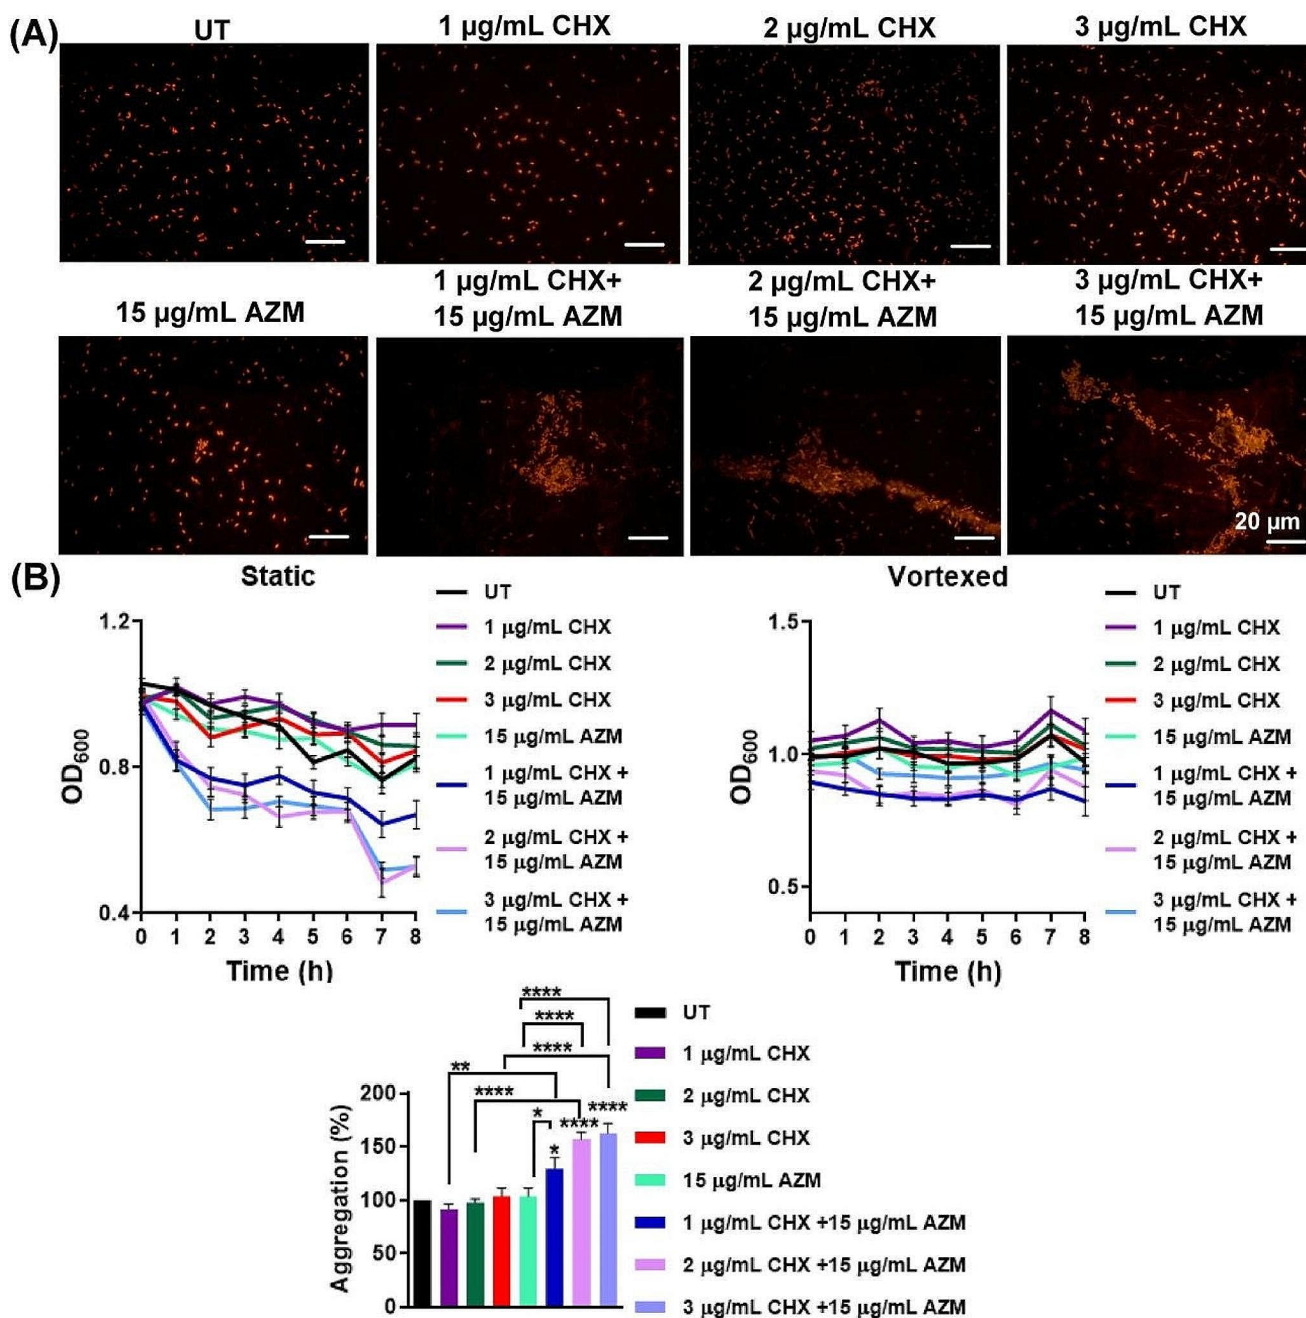 (A)
UT
1 µg/mL CHX
2 µg/mL CHX
3 µg/mL CHX
15 µg/mL AZM
1 µg/mL CHX+
15 µg/mL AZM
2 µg/mL CHX+
15 µg/mL AZM
3 µg/mL CHX+
15 µg/mL AZM
20 µm
(B)
Static
1.2
0.8
0.4
OD600
0 1 2 3 4 5 6 7 8
Time (h)
UT
1 µg/mL CHX
2 µg/mL CHX
3 µg/mL CHX
15 µg/mL AZM
1 µg/mL CHX +
15 µg/mL AZM
2 µg/mL CHX +
15 µg/mL AZM
3 µg/mL CHX +
15 µg/mL AZM
Vortexed
1.5
1.0
0.5
OD600
0 1 2 3 4 5 6 7 8
Time (h)
UT
1 µg/mL CHX
2 µg/mL CHX
3 µg/mL CHX
15 µg/mL AZM
1 µg/mL CHX +
15 µg/mL AZM
2 µg/mL CHX +
15 µg/mL AZM
3 µg/mL CHX +
15 µg/mL AZM
****
****
****
**
****
*
*
****
****
200
150
100
50
0
Aggregation (%)
UT
1 µg/mL CHX
2 µg/mL CHX
3 µg/mL CHX
15 µg/mL AZM
1 µg/mL CHX +15 µg/mL AZM
2 µg/mL CHX +15 µg/mL AZM
3 µg/mL CHX +15 µg/mL AZM